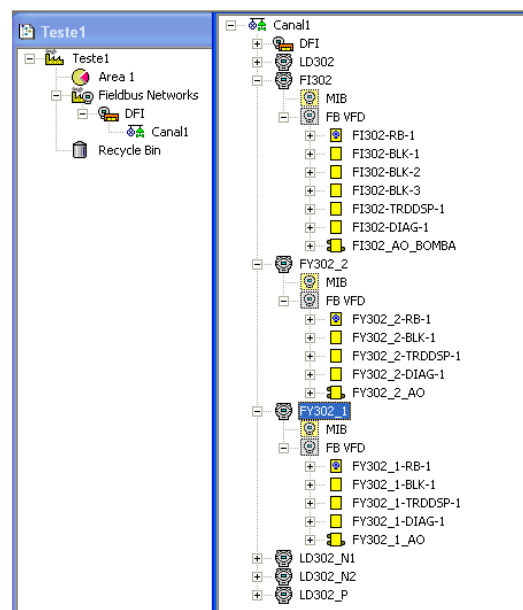 Teste1
Teste1
Area 1
Fieldbus Networks
DFI
Canal1
Recycle Bin
Canal1
DFI
LD302
FI302
MIB
FB VFD
FI302-RB-1
FI302-BLK-1
FI302-BLK-2
FI302-BLK-3
FI302-TRDDSP-1
FI302-DIAG-1
FI302_AO_BOMBA
FY302_2
MIB
FB VFD
FY302_2-RB-1
FY302_2-BLK-1
FY302_2-TRDDSP-1
FY302_2-DIAG-1
FY302_2_AO
FY302_1
MIB
FB VFD
FY302_1-RB-1
FY302_1-BLK-1
FY302_1-TRDDSP-1
FY302_1-DIAG-1
FY302_1_AO
LD302_N1
LD302_N2
LD302_P